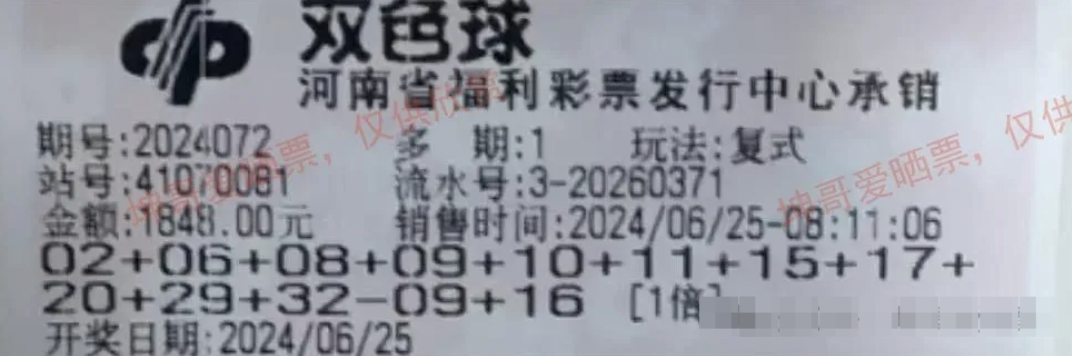 双色球
河南省福利彩票发行中心承销
期号:2024072 多 期:1 玩法:复式
站号:41070081 流水号:3-20260371
金额:1848.00元 销售时间:2024/06/25-08:11:06
02+06+08+09+10+11+15+17+
20+29+32-09+16 [1倍
开奖日期:2024/06/25
坤哥爱晒票，仅供欣赏
坤哥爱晒票，仅供